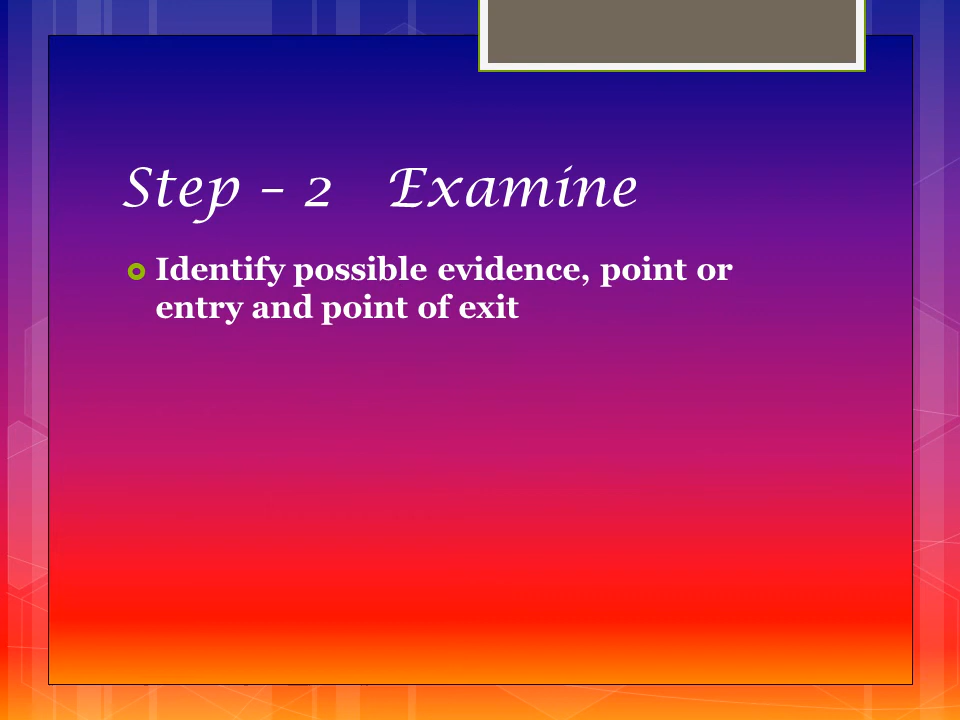 Step – 2 Examine
Identify possible evidence, point or
entry and point of exit